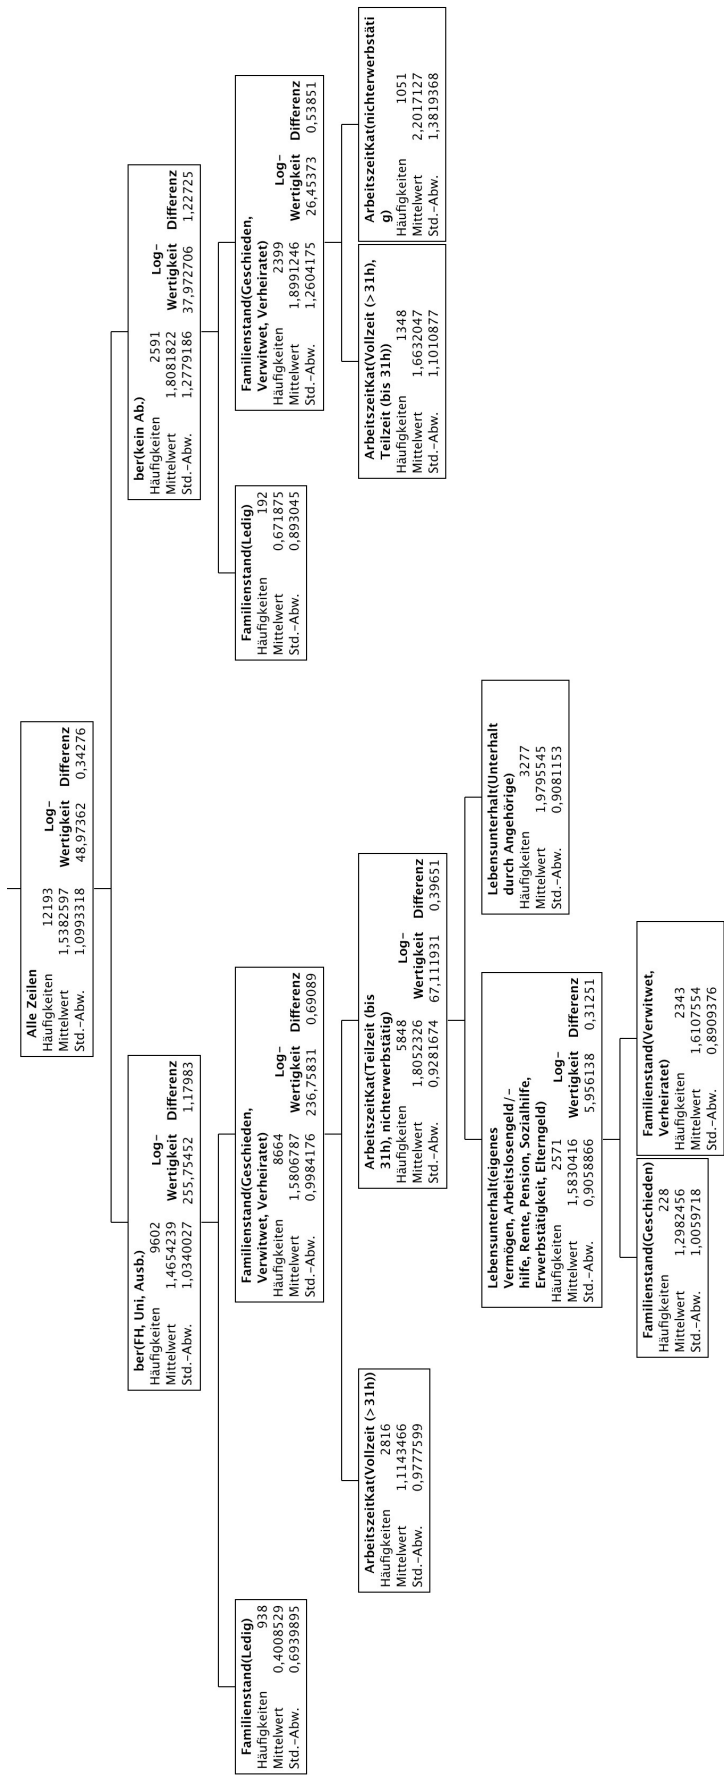 Alle Zeilen
Häufigkeiten 12193 Log-
Mittelwert 1,5382597 Wertigkeit Differenz
Std.-Abw. 1,0993318 48,97362 0,34276
ber(FH, Uni, Ausb.)
Häufigkeiten 9602 Log-
Mittelwert 1,4654239 Wertigkeit Differenz
Std.-Abw. 1,0340027 255,75452 1,17983
ber(kein Ab.)
Häufigkeiten 2591 Log-
Mittelwert 1,8081822 Wertigkeit Differenz
Std.-Abw. 1,2779186 37,972706 1,22725
Familienstand(Ledig)
Häufigkeiten 938
Mittelwert 0,4008529
Std.-Abw. 0,6939895
Familienstand(Geschieden,
Verwitwet, Verheiratet)
Häufigkeiten 8664 Log-
Mittelwert 1,5806787 Wertigkeit Differenz
Std.-Abw. 0,9984176 236,75831 0,69089
Familienstand(Ledig)
Häufigkeiten 192
Mittelwert 0,671875
Std.-Abw. 0,893045
Familienstand(Geschieden,
Verwitwet, Verheiratet)
Häufigkeiten 2399 Log-
Mittelwert 1,8991246 Wertigkeit Differenz
Std.-Abw. 1,2604175 26,45373 0,53851
ArbeitszeitKat(Vollzeit (>31h))
Häufigkeiten 2816
Mittelwert 1,1143466
Std.-Abw. 0,9777599
ArbeitszeitKat(Teilzeit (bis
31h), nichterwerbstätig)
Häufigkeiten 5848 Log-
Mittelwert 1,8052326 Wertigkeit Differenz
Std.-Abw. 0,9281674 67,111931 0,39651
ArbeitszeitKat(Vollzeit (>31h),
Teilzeit (bis 31h))
Häufigkeiten 1348
Mittelwert 1,6632047
Std.-Abw. 1,1010877
ArbeitszeitKat(nichterwerbstäti
g)
Häufigkeiten 1051
Mittelwert 2,2017127
Std.-Abw. 1,3819368
Lebensunterhalt(eigenes
Vermögen, Arbeitslosengeld/-
hilfe, Rente, Pension, Sozialhilfe,
Erwerbstätigkeit, Elterngeld)
Häufigkeiten 2571 Log-
Mittelwert 1,5830416 Wertigkeit Differenz
Std.-Abw. 0,9058866 5,956138 0,31251
Lebensunterhalt(Unterhalt
durch Angehörige)
Häufigkeiten 3277
Mittelwert 1,9795545
Std.-Abw. 0,9081153
Familienstand(Geschieden)
Häufigkeiten 228
Mittelwert 1,2982456
Std.-Abw. 1,0059718
Familienstand(Verwitwet,
Verheiratet)
Häufigkeiten 2343
Mittelwert 1,6107554
Std.-Abw. 0,8909376